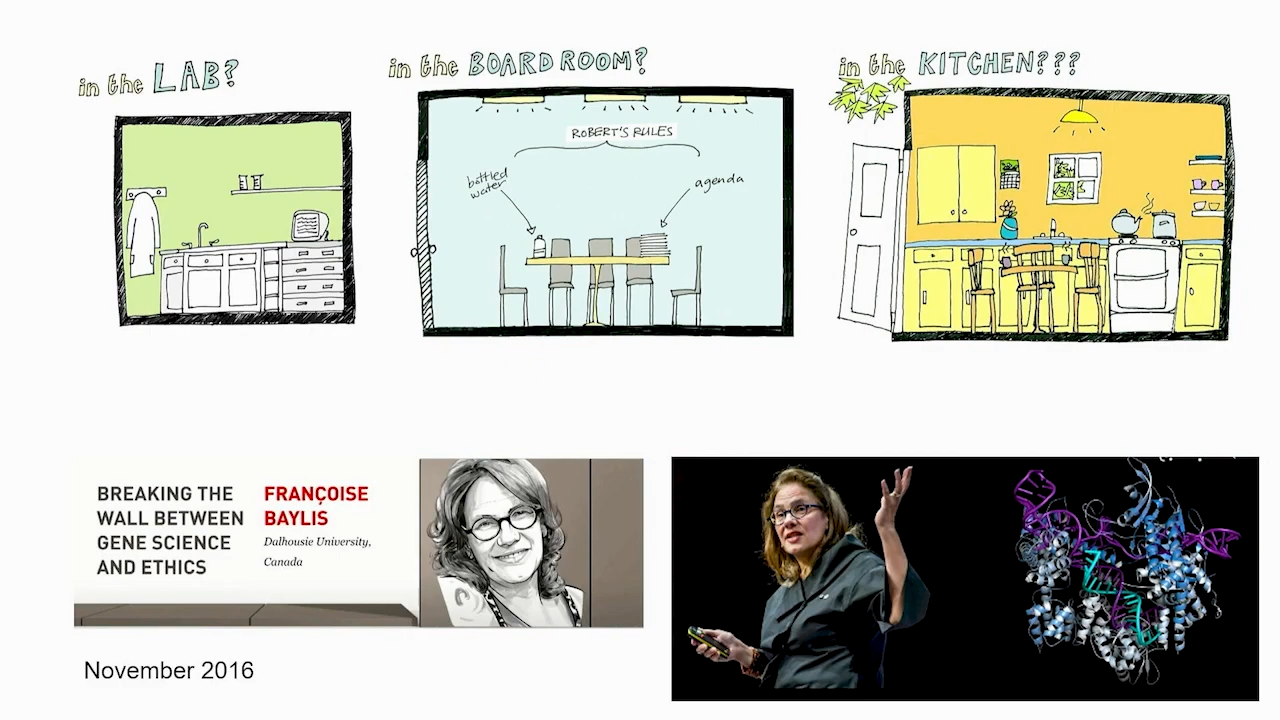 in the LAB?
in the BOARD ROOM?
in the KITCHEN???
ROBERT'S RULES
bottled
water
agenda
BREAKING THE
WALL BETWEEN
GENE SCIENCE
AND ETHICS
FRANÇOISE
BAYLIS
Dalhousie University,
Canada
November 2016